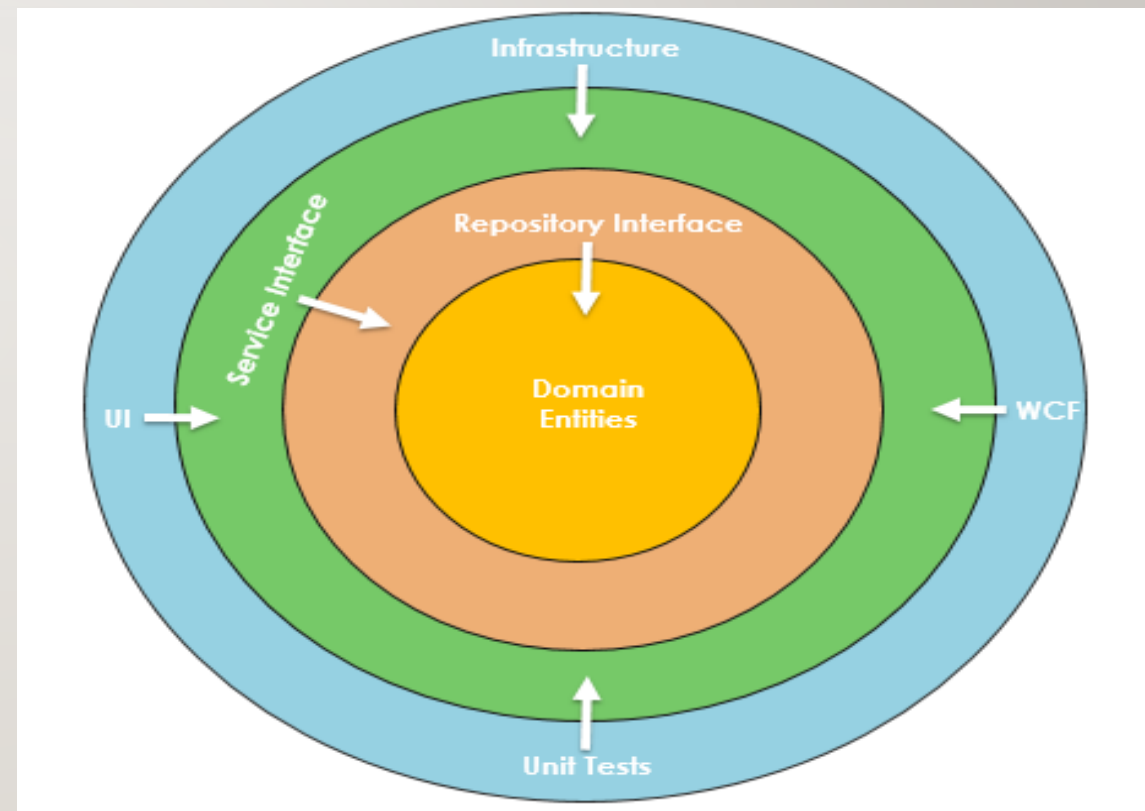 Infrastructure
Repository Interface
Service Interface
Domain
Entities
UI
WCF
Unit Tests